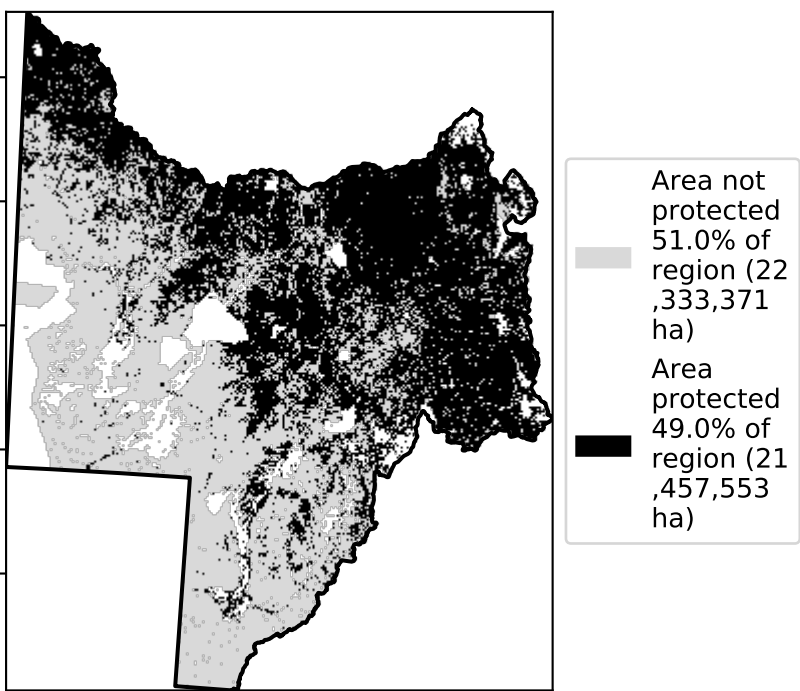 Area not
protected
51.0% of
region (22
,333,371
ha)
Area
protected
49.0% of
region (21
,457,553
ha)